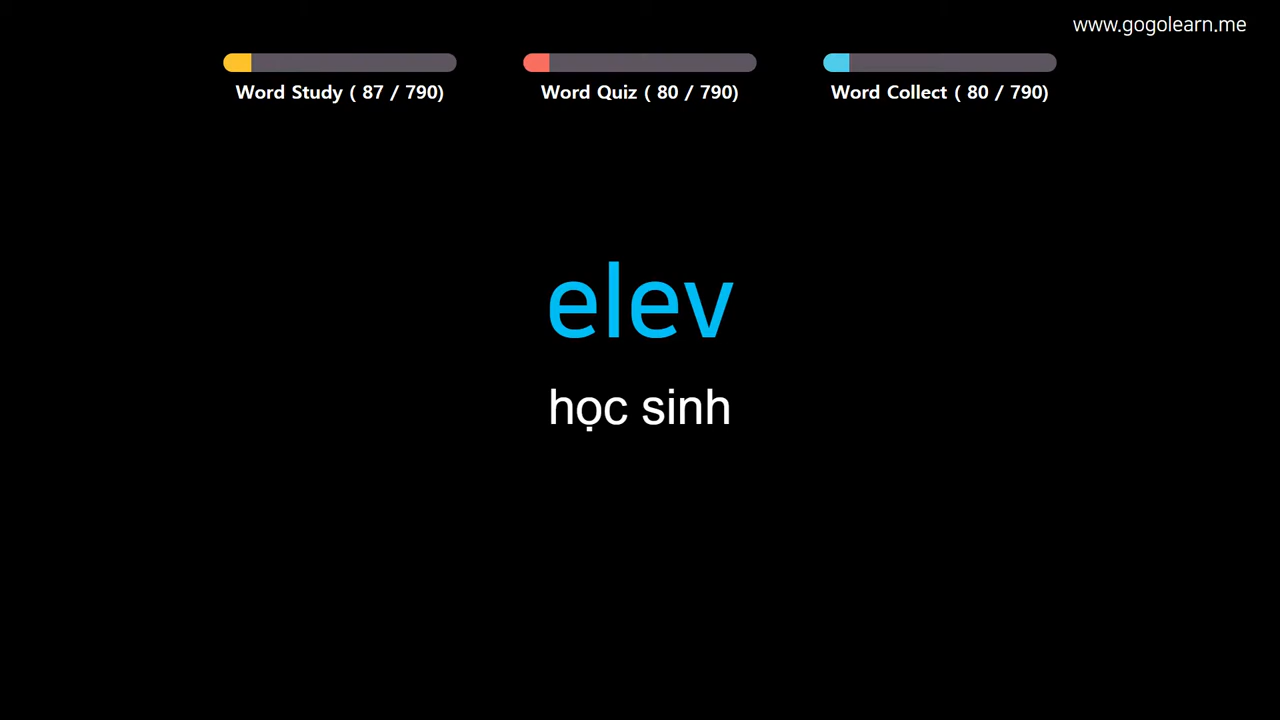 www.gogolearn.me
Word Study ( 87 / 790)
Word Quiz ( 80 / 790)
Word Collect ( 80 / 790)
elev
học sinh